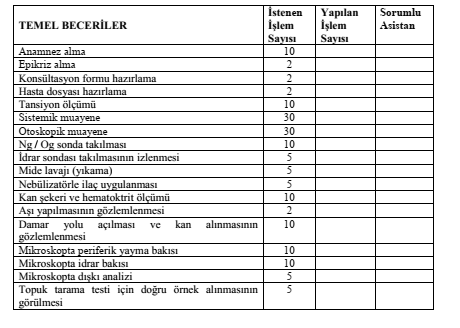 TEMEL BECERİLER İstenen İşlem Sayısı Yapılan İşlem Sayısı Sorumlu Asistan
Anamnez alma 10
Epikriz alma 2
Konsültasyon formu hazırlama 2
Hasta dosyası hazırlama 2
Tansiyon ölçümü 10
Sistemik muayene 30
Otoskopik muayene 30
Ng / Og sonda takılması 10
İdrar sondası takılmasının izlenmesi 5
Mide lavajı (yıkama) 5
Nebülizatörle ilaç uygulanması 5
Kan şekeri ve hematoktrit ölçümü 10
Aşı yapılmasının gözlemlenmesi 2
Damar yolu açılması ve kan alınmasının 10
gözlemlenmesi
Mikroskopta periferik yayma bakısı 10
Mikroskopta idrar bakısı 10
Mikroskopta dışkı analizi 5
Topuk tarama testi için doğru örnek alınmasının 5
görülmesi